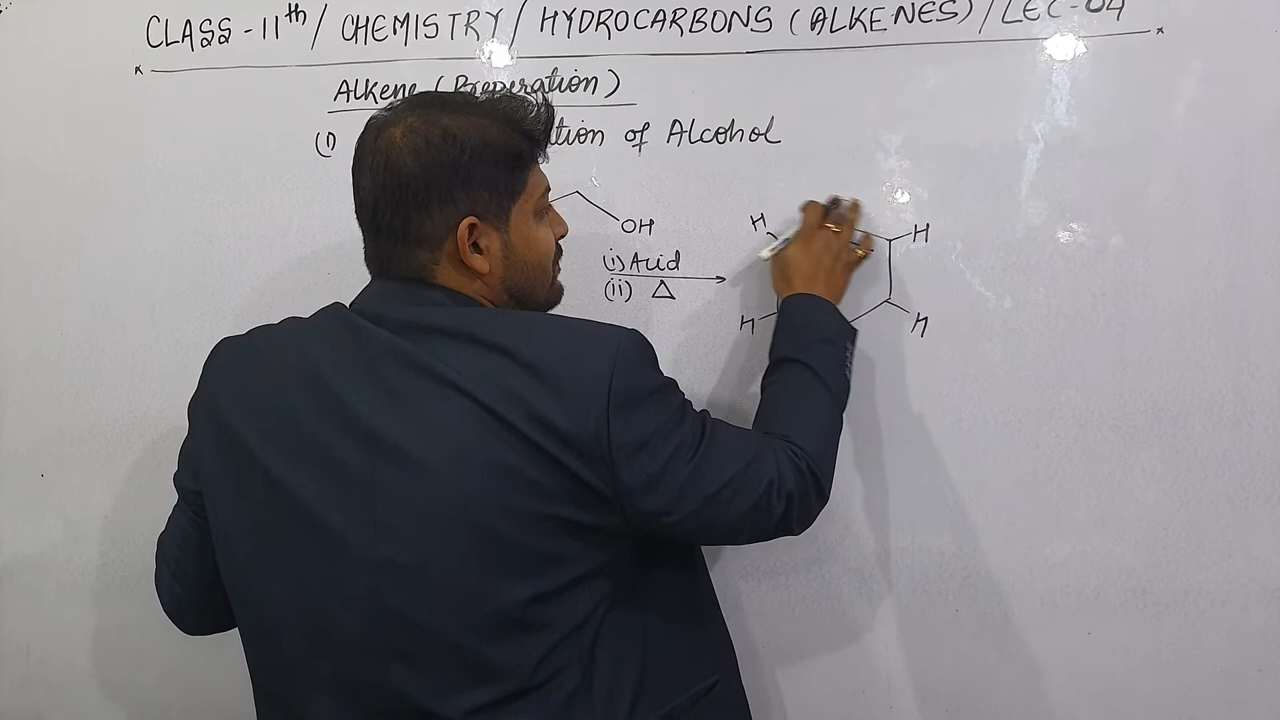 CLASS - 11th / CHEMISTRY / HYDROCARBONS (ALKENES) / LEC-04
Alkene (Preperation)
(1) tion of Alcohol
OH
(i) Acid
(ii) △
H
H
H
H